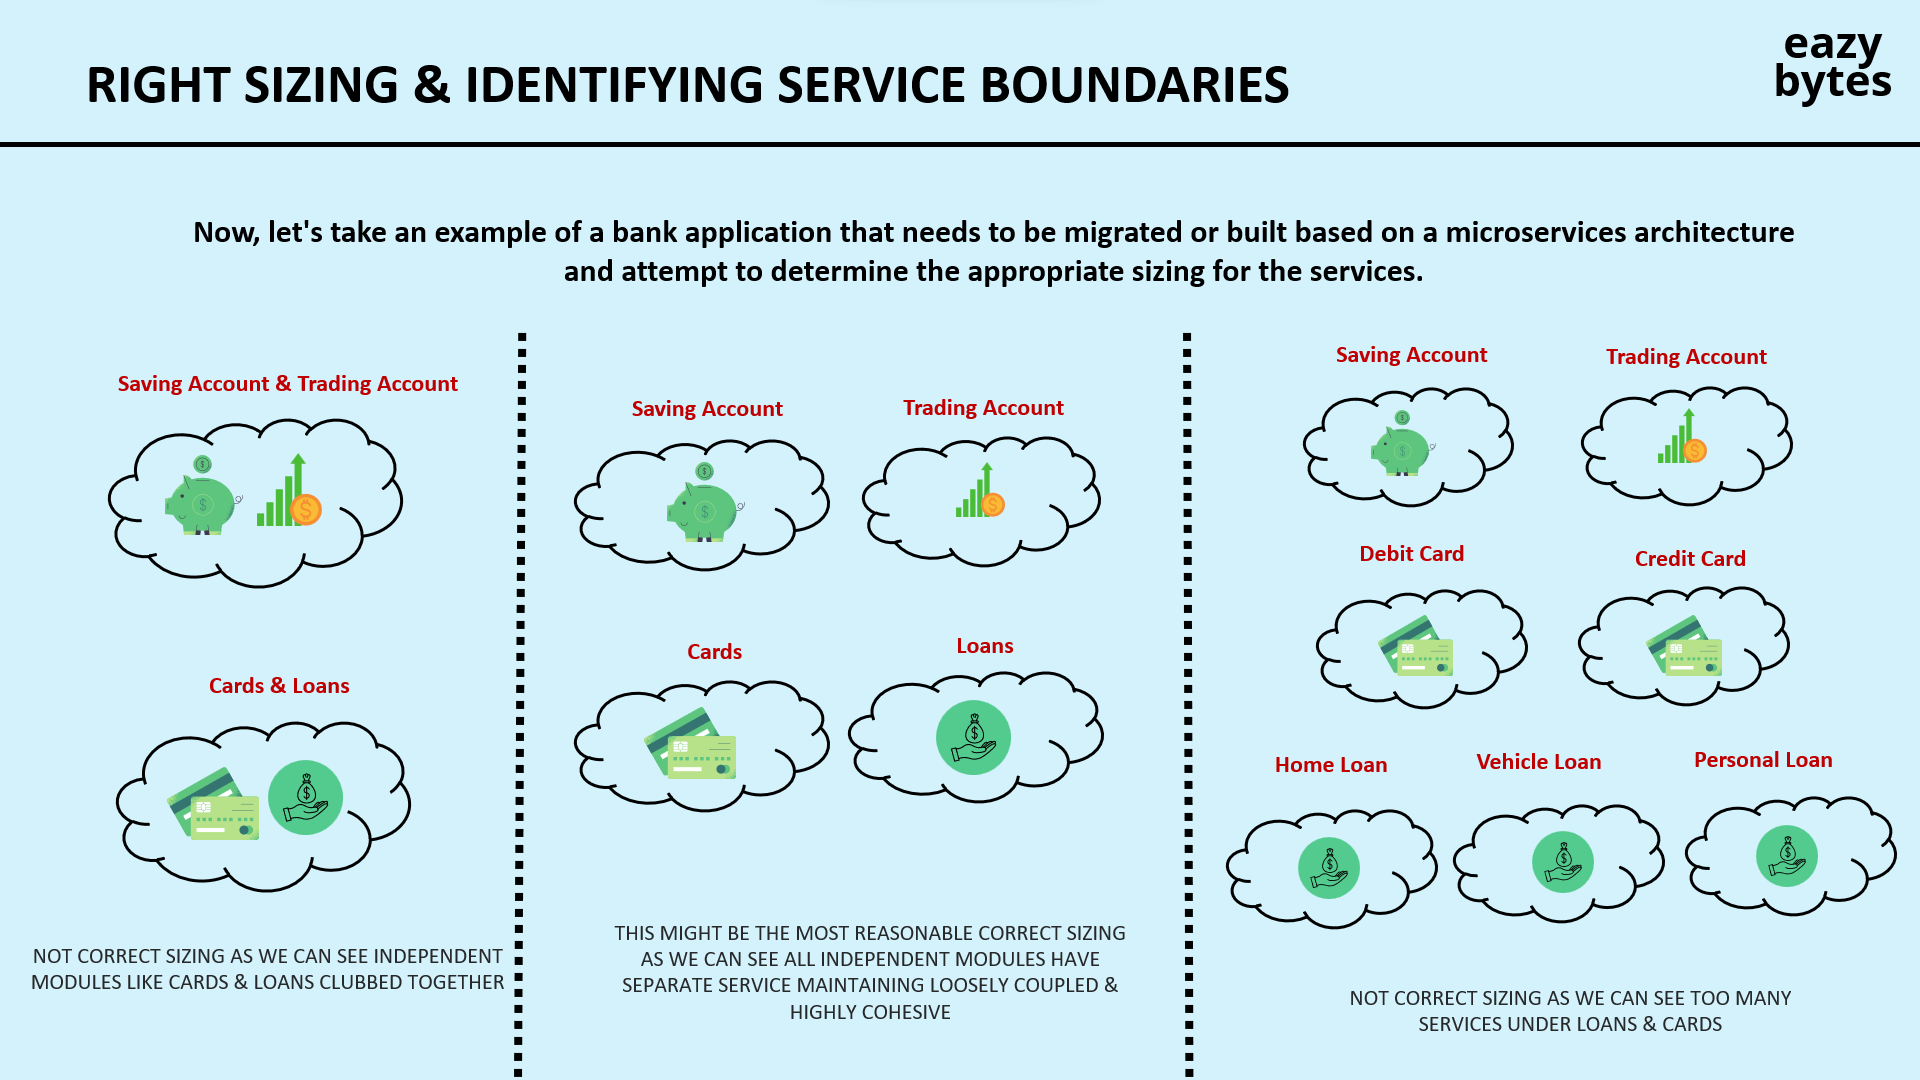 RIGHT SIZING & IDENTIFYING SERVICE BOUNDARIES
eazy
bytes
Now, let's take an example of a bank application that needs to be migrated or built based on a microservices architecture
and attempt to determine the appropriate sizing for the services.
Saving Account & Trading Account
Cards & Loans
NOT CORRECT SIZING AS WE CAN SEE INDEPENDENT
MODULES LIKE CARDS & LOANS CLUBBED TOGETHER
Saving Account
Trading Account
Cards
Loans
THIS MIGHT BE THE MOST REASONABLE CORRECT SIZING
AS WE CAN SEE ALL INDEPENDENT MODULES HAVE
SEPARATE SERVICE MAINTAINING LOOSELY COUPLED &
HIGHLY COHESIVE
Saving Account
Trading Account
Debit Card
Credit Card
Home Loan
Vehicle Loan
Personal Loan
NOT CORRECT SIZING AS WE CAN SEE TOO MANY
SERVICES UNDER LOANS & CARDS